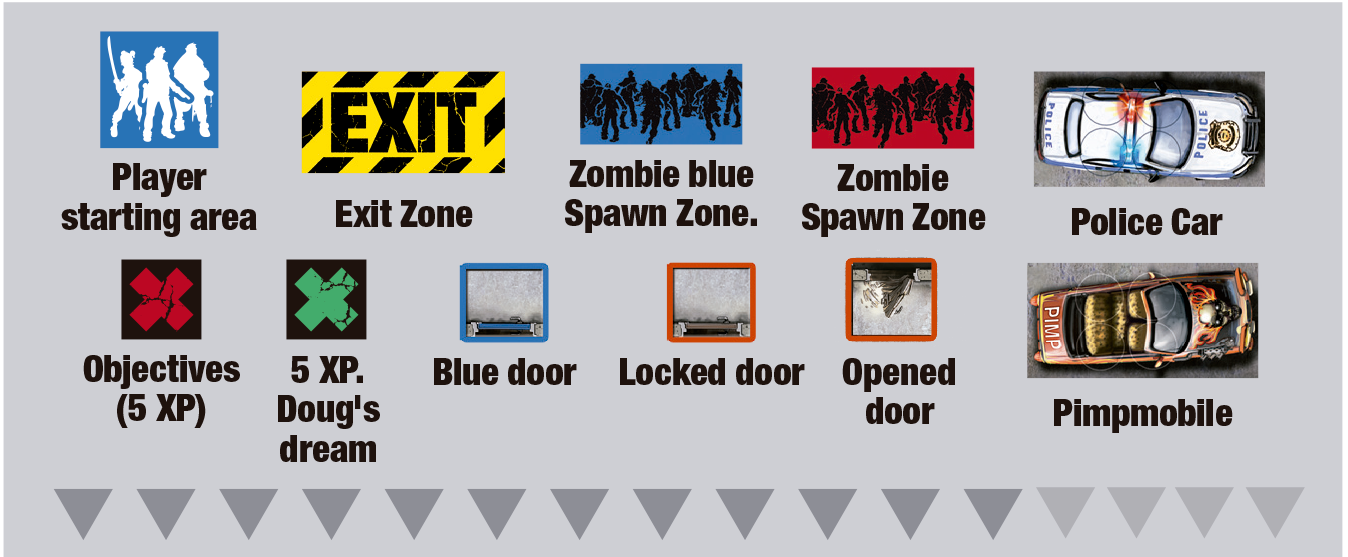 EXIT
POLICE
POLICE
Player
starting area
Exit Zone
Zombie blue
Spawn Zone.
Zombie
Spawn Zone
Police Car
PIMP
Objectives
(5 XP)
5 XP.
Doug's
dream
Blue door
Locked door
Opened
door
Pimpmobile